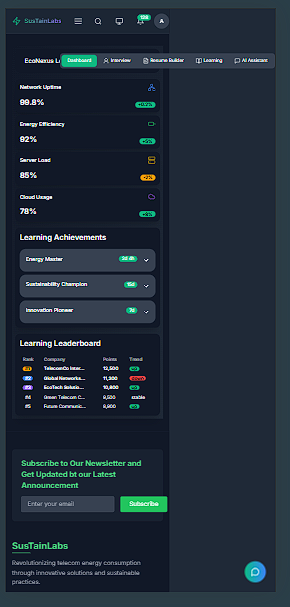 SusTainLabs
198
A
EcoNexus
Dashboard
Interview
Resume Builder
Learning
AI Assistant
Network Uptime
99.8%
+0.2%
Energy Efficiency
92%
+5%
Server Load
85%
-2%
Cloud Usage
78%
+8%
Learning Achievements
Energy Master
Sustainability Champion
15d
Innovation Pioneer
7d
Learning Leaderboard
Rank Company Points Trend
#1 TelecomCo Inter... 12,500 up
#2 Global Networks... 11,200 down
#3 EcoTech Solutio... 10,800 up
#4 Green Telecom C... 9,500 stable
#5 Future Communic... 8,900 up
Subscribe to Our Newsletter and
Get Updated bt our Latest
Announcement
Enter your email
Subscribe
SusTainLabs
Revolutionizing telecom energy consumption
through innovative solutions and sustainable
practices.